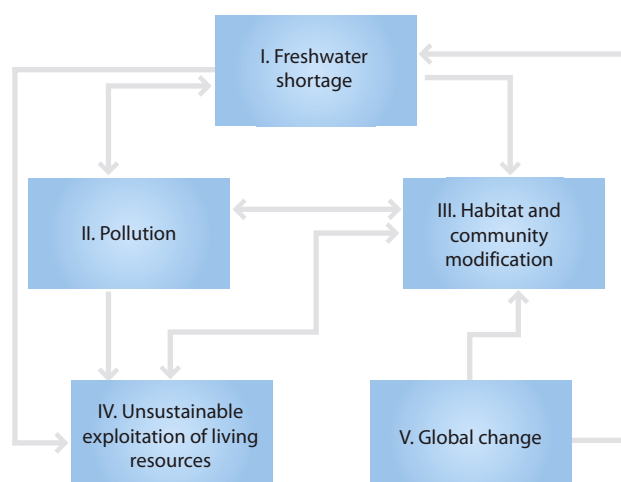 I. Freshwater
shortage
II. Pollution
III. Habitat and
community
modification
IV. Unsustainable
exploitation of living
resources
V. Global change